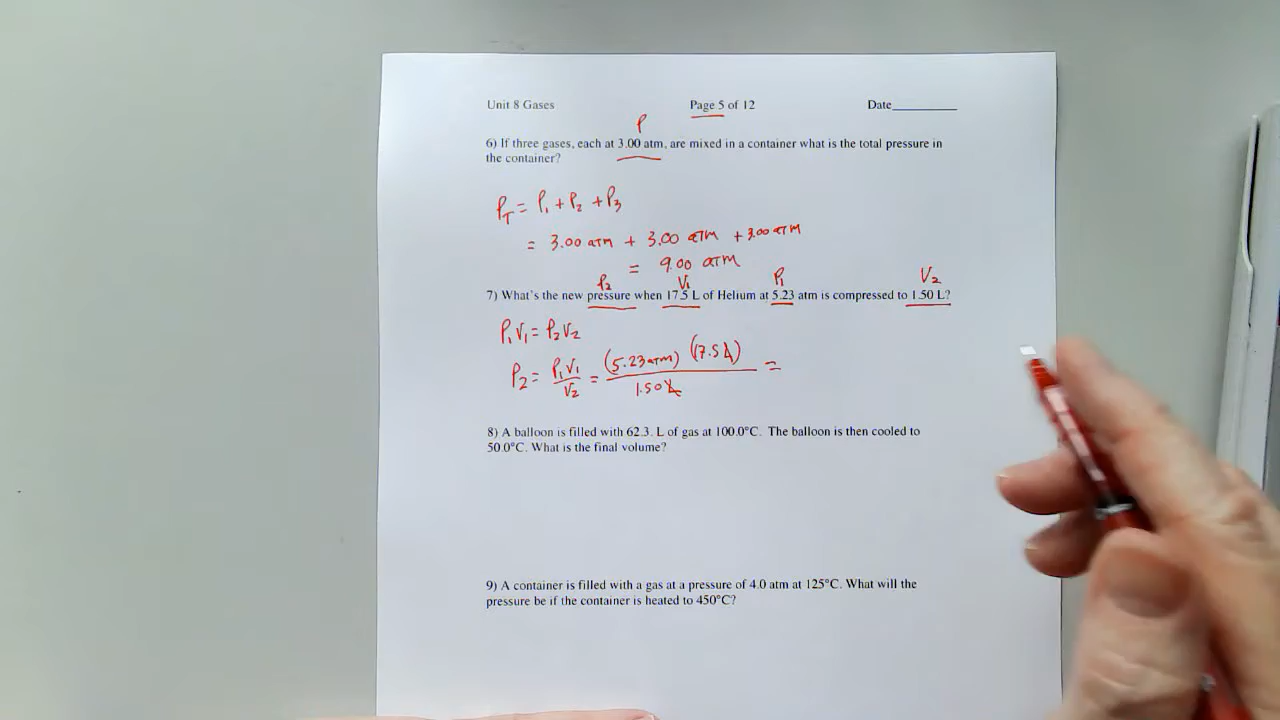 Unit 8 Gases Page 5 of 12 Date_________
P
6) If three gases, each at 3.00 atm, are mixed in a container what is the total pressure in
the container?
P_T = P₁ + P₂ + P₃
= 3.00 atm + 3.00 atm + 3.00 atm
= 9.00 atm
P₂ V₁ P₁ V₂
7) What's the new pressure when 17.5 L of Helium at 5.23 atm is compressed to 1.50 L?
P₁V₁ = P₂V₂
P₂ = P₁V₁/V₂ = (5.23 atm) (17.5 L)/1.50 L =
8) A balloon is filled with 62.3. L of gas at 100.0°C. The balloon is then cooled to
50.0°C. What is the final volume?
9) A container is filled with a gas at a pressure of 4.0 atm at 125°C. What will the
pressure be if the container is heated to 450°C?